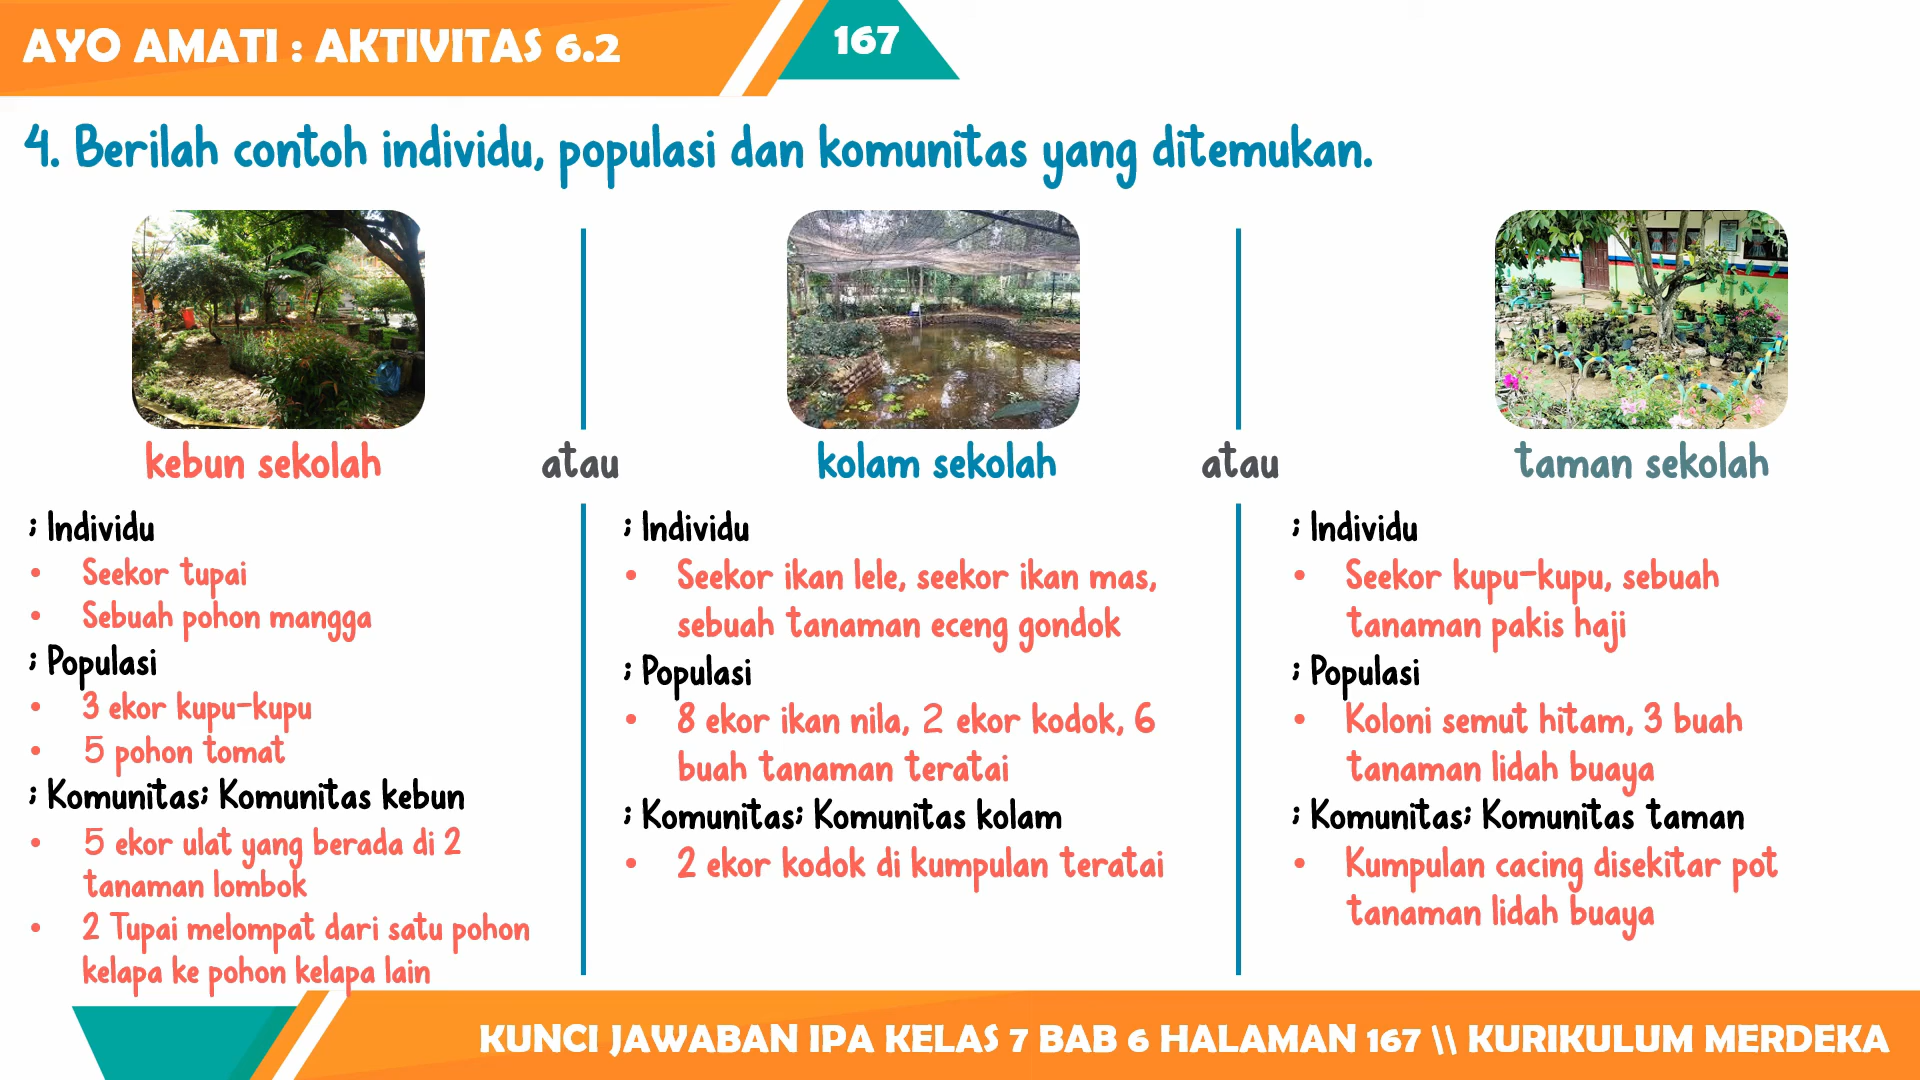 AYO AMATI : AKTIVITAS 6.2
167
4. Berilah contoh individu, populasi dan komunitas yang ditemukan.
kebun sekolah
atau
kolam sekolah
atau
taman sekolah
; Individu
• Seekor tupai
• Sebuah pohon mangga
; Populasi
• 3 ekor kupu-kupu
• 5 pohon tomat
; Komunitas; Komunitas kebun
• 5 ekor ulat yang berada di 2
tanaman lombok
• 2 Tupai melompat dari satu pohon
kelapa ke pohon kelapa lain
; Individu
• Seekor ikan lele, seekor ikan mas,
sebuah tanaman eceng gondok
; Populasi
• 8 ekor ikan nila, 2 ekor kodok, 6
buah tanaman teratai
; Komunitas; Komunitas kolam
• 2 ekor kodok di kumpulan teratai
; Individu
• Seekor kupu-kupu, sebuah
tanaman pakis haji
; Populasi
• Koloni semut hitam, 3 buah
tanaman lidah buaya
; Komunitas; Komunitas taman
• Kumpulan cacing disekitar pot
tanaman lidah buaya
KUNCI JAWABAN IPA KELAS 7 BAB 6 HALAMAN 167 \\ KURIKULUM MERDEKA